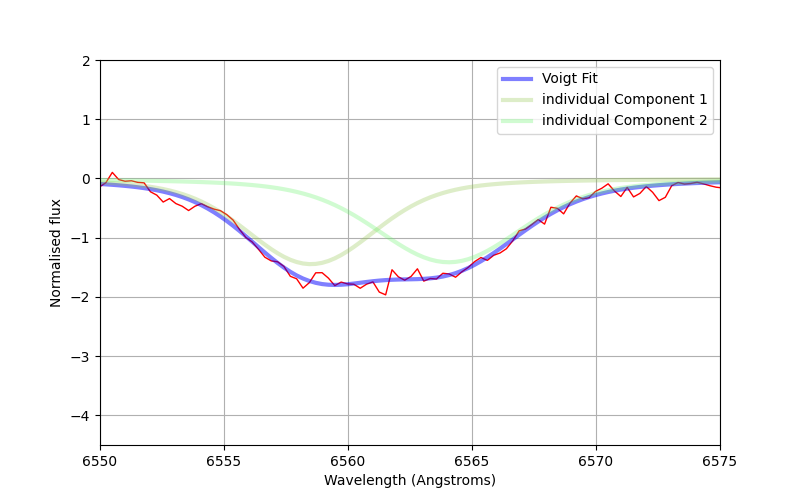 Voigt Fit
individual Component 1
individual Component 2
2
1
0
−1
−2
−3
−4
Normalised flux
6550
6555
6560
6565
6570
6575
Wavelength (Angstroms)